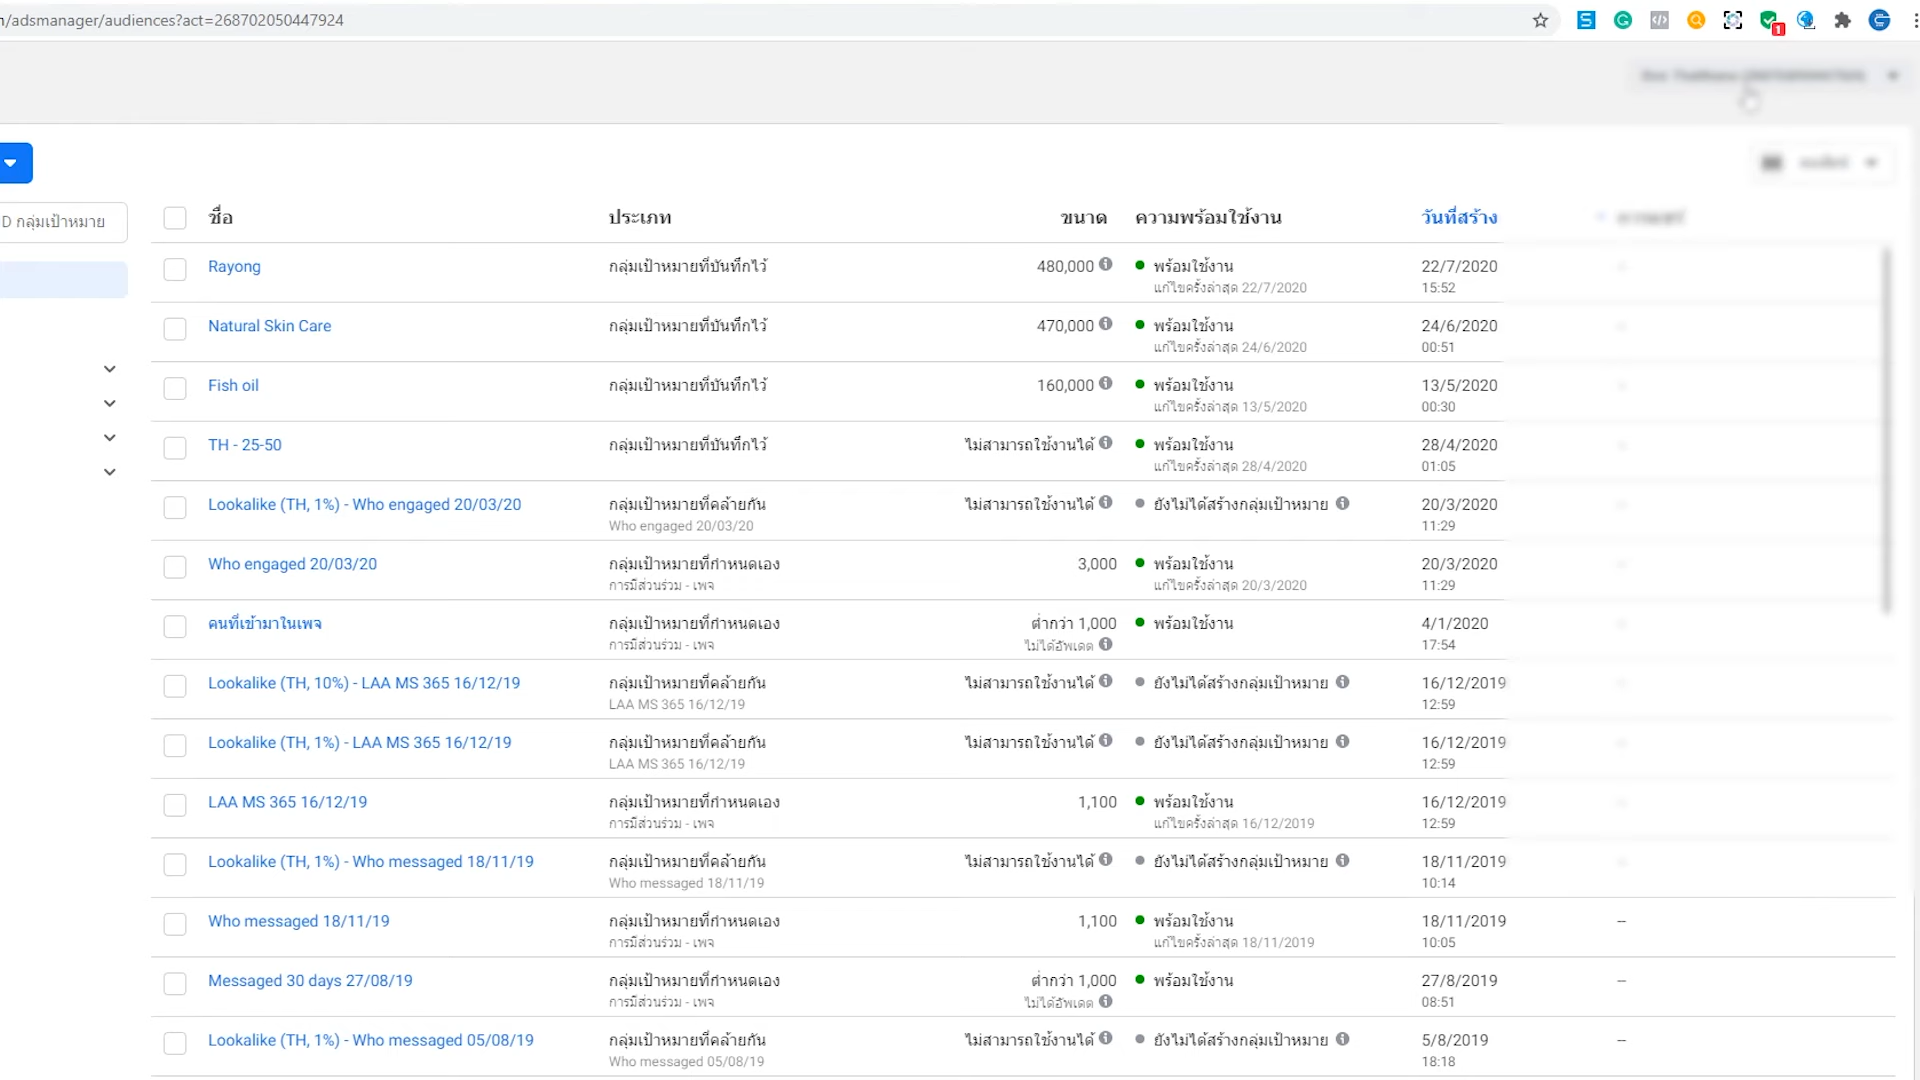 /adsmanager/audiences?act=268702050447924
1
D กลุ่มเป้าหมาย
ชื่อ ประเภท ขนาด ความพร้อมใช้งาน วันที่สร้าง
Rayong กลุ่มเป้าหมายที่บันทึกไว้ 480,000 พร้อมใช้งาน 22/7/2020
แก้ไขครั้งล่าสุด 22/7/2020 15:52
Natural Skin Care กลุ่มเป้าหมายที่บันทึกไว้ 470,000 พร้อมใช้งาน 24/6/2020
แก้ไขครั้งล่าสุด 24/6/2020 00:51
Fish oil กลุ่มเป้าหมายที่บันทึกไว้ 160,000 พร้อมใช้งาน 13/5/2020
แก้ไขครั้งล่าสุด 13/5/2020 00:30
TH - 25-50 กลุ่มเป้าหมายที่บันทึกไว้ ไม่สามารถใช้งานได้ พร้อมใช้งาน 28/4/2020
แก้ไขครั้งล่าสุด 28/4/2020 01:05
Lookalike (TH, 1%) - Who engaged 20/03/20 กลุ่มเป้าหมายที่คล้ายกัน ไม่สามารถใช้งานได้ ยังไม่ได้สร้างกลุ่มเป้าหมาย 20/3/2020
Who engaged 20/03/20 11:29
Who engaged 20/03/20 กลุ่มเป้าหมายที่กำหนดเอง 3,000 พร้อมใช้งาน 20/3/2020
การมีส่วนร่วม - เพจ แก้ไขครั้งล่าสุด 20/3/2020 11:29
คนที่เข้ามาในเพจ กลุ่มเป้าหมายที่กำหนดเอง ต่ำกว่า 1,000 พร้อมใช้งาน 4/1/2020
การมีส่วนร่วม - เพจ ไม่ได้อัพเดต 17:54
Lookalike (TH, 10%) - LAA MS 365 16/12/19 กลุ่มเป้าหมายที่คล้ายกัน ไม่สามารถใช้งานได้ ยังไม่ได้สร้างกลุ่มเป้าหมาย 16/12/2019
LAA MS 365 16/12/19 12:59
Lookalike (TH, 1%) - LAA MS 365 16/12/19 กลุ่มเป้าหมายที่คล้ายกัน ไม่สามารถใช้งานได้ ยังไม่ได้สร้างกลุ่มเป้าหมาย 16/12/2019
LAA MS 365 16/12/19 12:59
LAA MS 365 16/12/19 กลุ่มเป้าหมายที่กำหนดเอง 1,100 พร้อมใช้งาน 16/12/2019
การมีส่วนร่วม - เพจ แก้ไขครั้งล่าสุด 16/12/2019 12:59
Lookalike (TH, 1%) - Who messaged 18/11/19 กลุ่มเป้าหมายที่คล้ายกัน ไม่สามารถใช้งานได้ ยังไม่ได้สร้างกลุ่มเป้าหมาย 18/11/2019
Who messaged 18/11/19 10:14
Who messaged 18/11/19 กลุ่มเป้าหมายที่กำหนดเอง 1,100 พร้อมใช้งาน 18/11/2019 --
การมีส่วนร่วม - เพจ แก้ไขครั้งล่าสุด 18/11/2019 10:05
Messaged 30 days 27/08/19 กลุ่มเป้าหมายที่กำหนดเอง ต่ำกว่า 1,000 พร้อมใช้งาน 27/8/2019 --
การมีส่วนร่วม - เพจ ไม่ได้อัพเดต 08:51
Lookalike (TH, 1%) - Who messaged 05/08/19 กลุ่มเป้าหมายที่คล้ายกัน ไม่สามารถใช้งานได้ ยังไม่ได้สร้างกลุ่มเป้าหมาย 5/8/2019 --
Who messaged 05/08/19 18:18